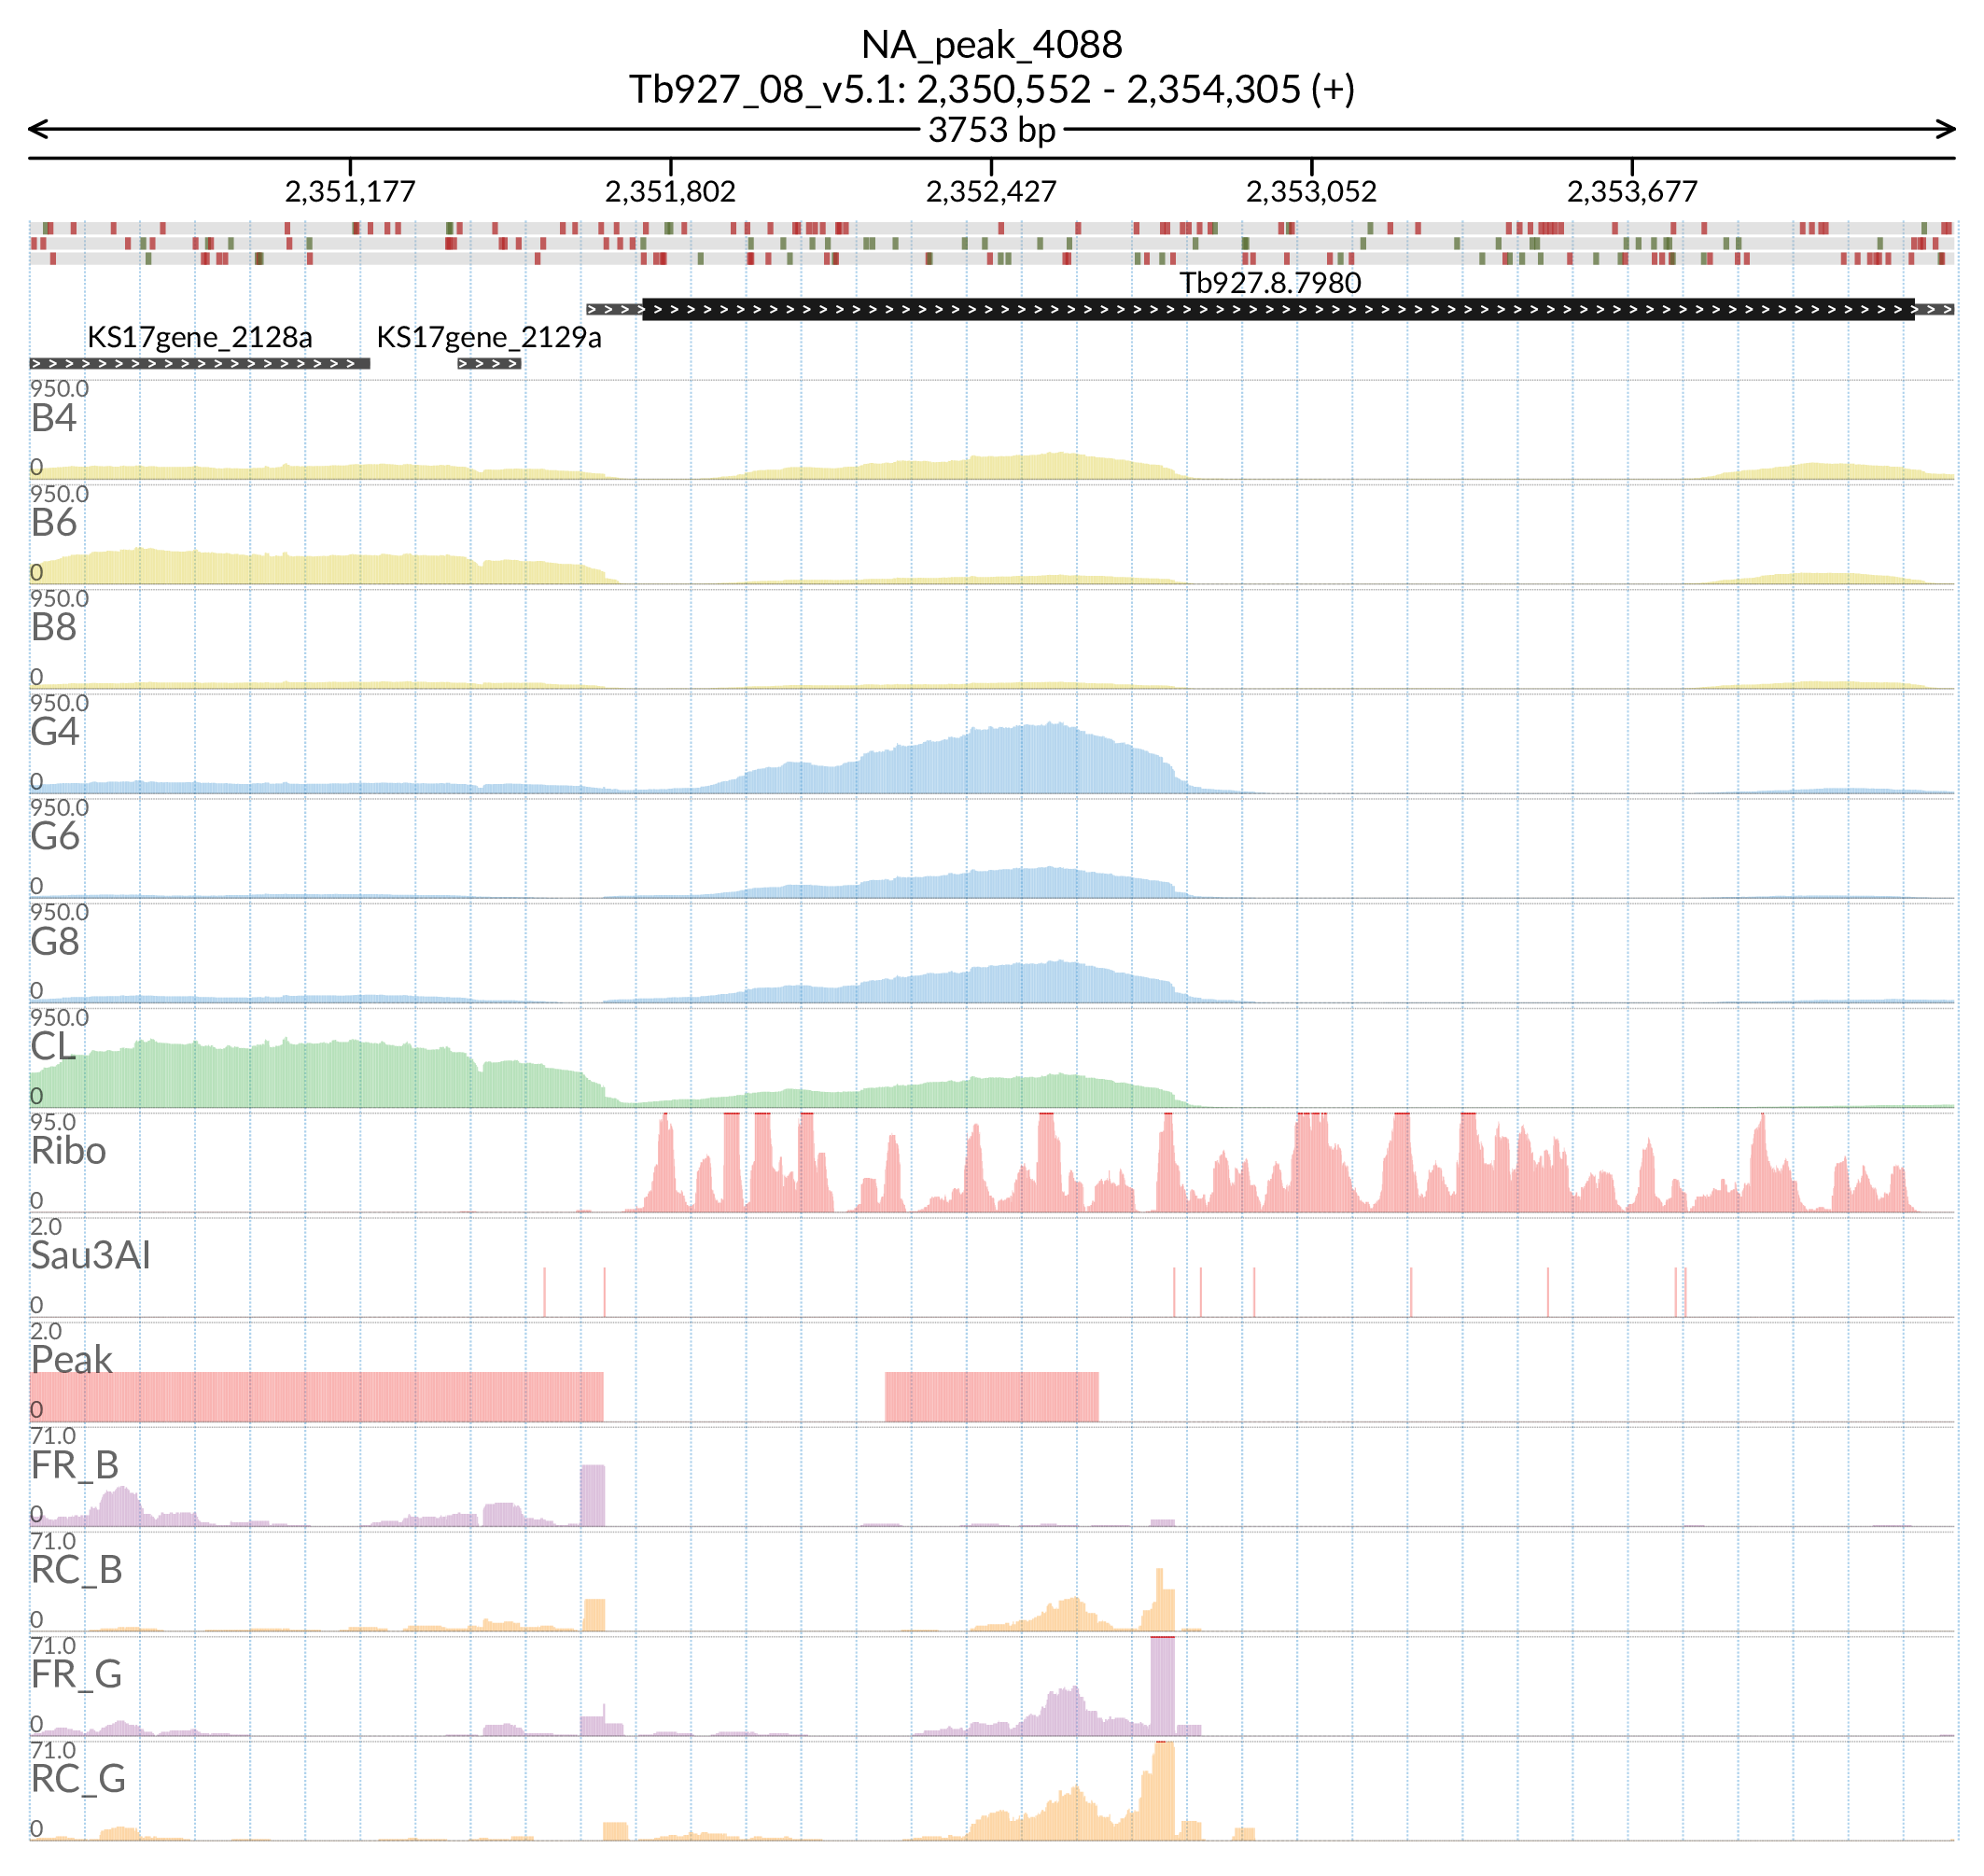 NA_peak_4088
Tb927_08_v5.1: 2,350,552 - 2,354,305 (+)
3753 bp
2,351,177 2,351,802 2,352,427 2,353,052 2,353,677
Tb927.8.7980
KS17gene_2128a KS17gene_2129a
950.0
B4
0
950.0
B6
0
950.0
B8
0
950.0
G4
0
950.0
G6
0
950.0
G8
0
950.0
CL
0
95.0
Ribo
0
2.0
Sau3AI
0
2.0
Peak
0
71.0
FR_B
0
71.0
RC_B
0
71.0
FR_G
0
71.0
RC_G
0